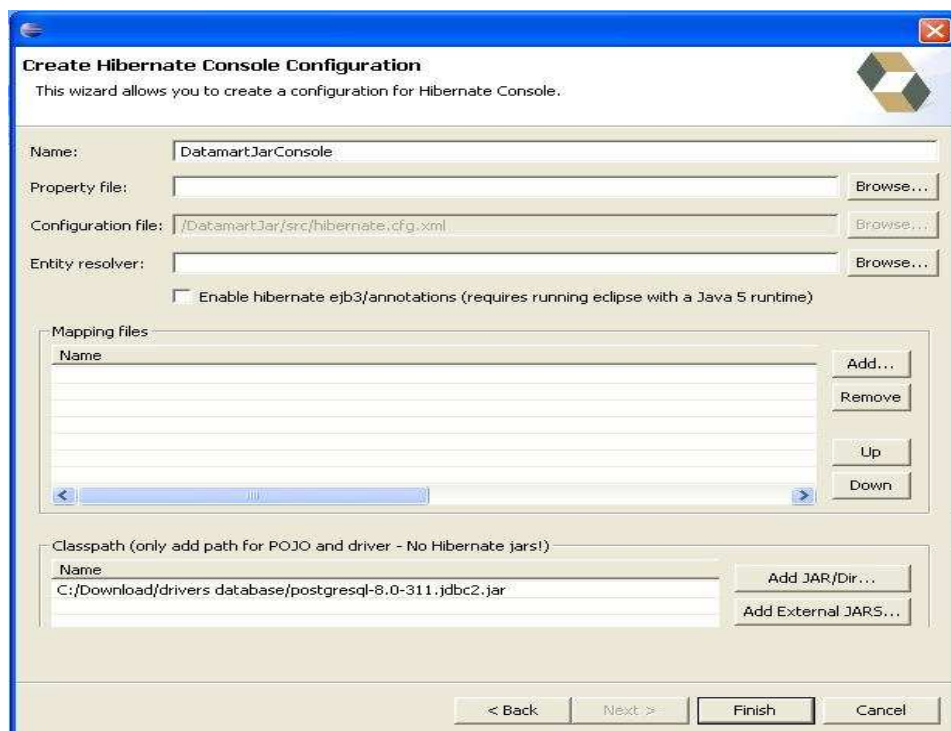 Create Hibernate Console Configuration
This wizard allows you to create a configuration for Hibernate Console.
Name: DatamartJarConsole
Property file: Browse...
Configuration file: /DatamartJar/src/hibernate.cfg.xml Browse...
Entity resolver: Browse...
Enable hibernate ejb3/annotations (requires running eclipse with a Java 5 runtime)
Mapping files
Name
Add...
Remove
Up
Down
Classpath (only add path for POJO and driver - No Hibernate jars!)
Name
C:/Download/drivers database/postgresql-8.0-311.jdbc2.jar
Add JAR/Dir...
Add External JARS...
< Back Next > Finish Cancel